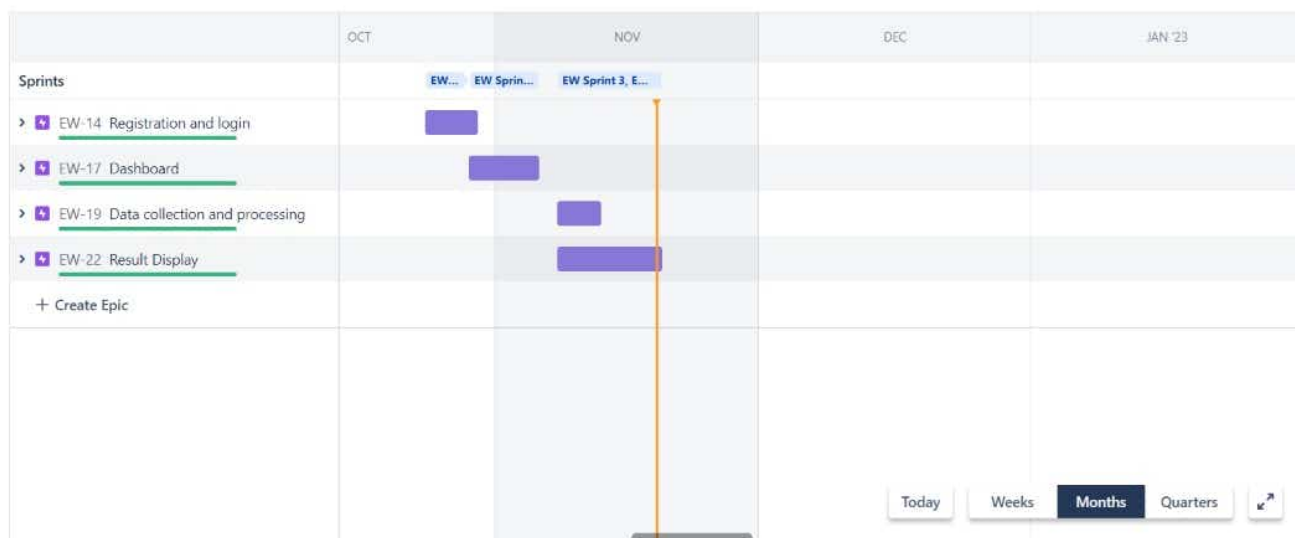 OCT NOV DEC JAN '23
Sprints EW... EW Sprin... EW Sprint 3, E...
EW-14 Registration and login
EW-17 Dashboard
EW-19 Data collection and processing
EW-22 Result Display
+ Create Epic
Today Weeks Months Quarters